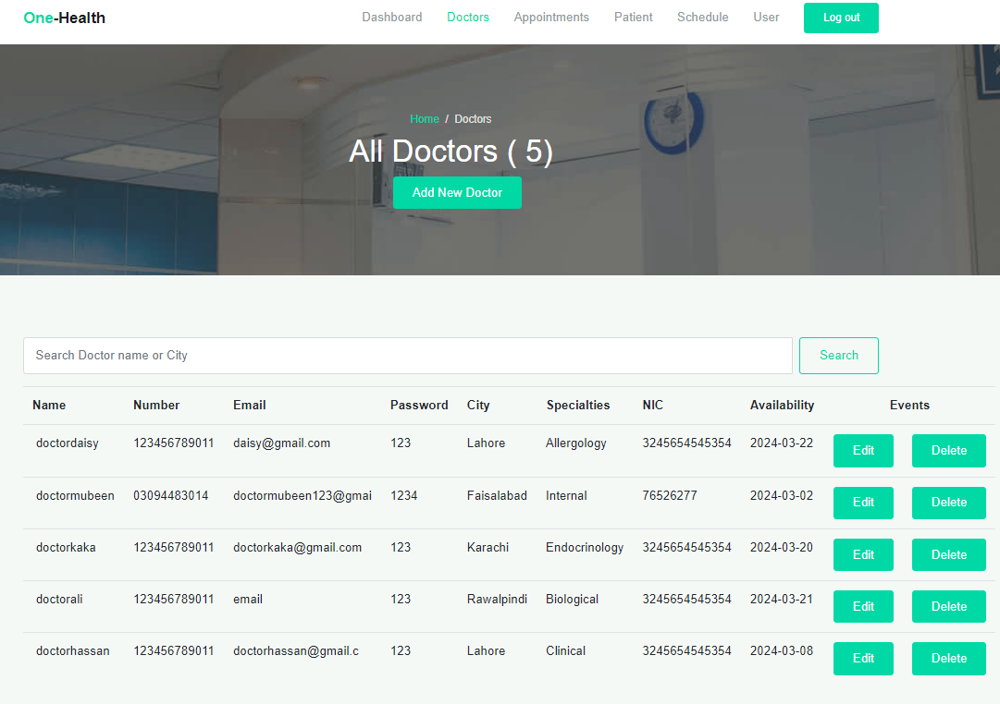 One-Health Dashboard Doctors Appointments Patient Schedule User Log out
Home / Doctors
All Doctors ( 5)
Add New Doctor
Search Doctor name or City Search
Name Number Email Password City Specialties NIC Availability Events
doctordaisy 123456789011 daisy@gmail.com 123 Lahore Allergology 3245654545354 2024-03-22 Edit Delete
doctormubeen 03094483014 doctormubeen123@gmai 1234 Faisalabad Internal 76526277 2024-03-02 Edit Delete
doctorkaka 123456789011 doctorkaka@gmail.com 123 Karachi Endocrinology 3245654545354 2024-03-20 Edit Delete
doctorali 123456789011 email 123 Rawalpindi Biological 3245654545354 2024-03-21 Edit Delete
doctorhassan 123456789011 doctorhassan@gmail.c 123 Lahore Clinical 3245654545354 2024-03-08 Edit Delete